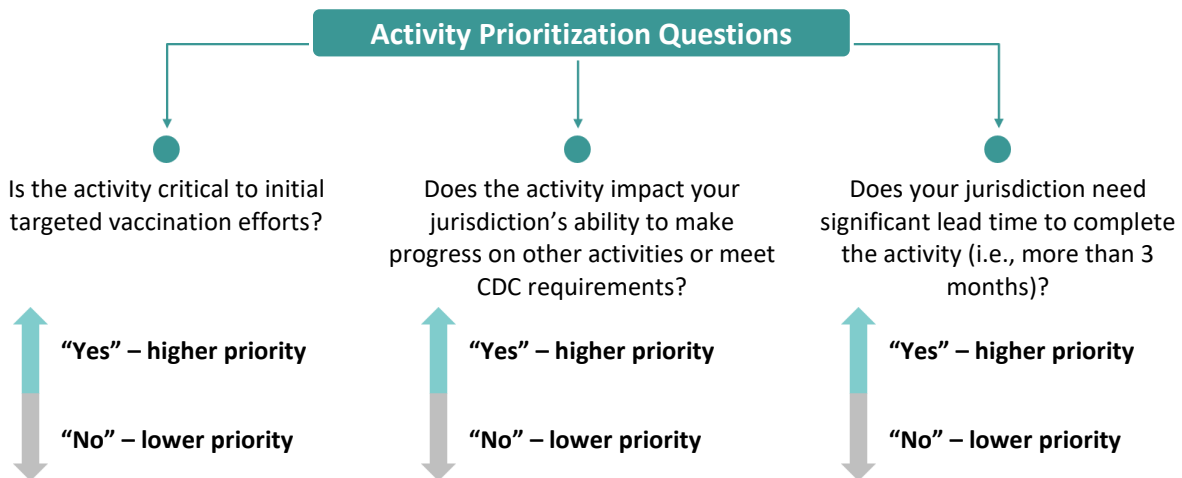 Activity Prioritization Questions
Is the activity critical to initial
targeted vaccination efforts?
“Yes” – higher priority
“No” – lower priority
Does the activity impact your
jurisdiction’s ability to make
progress on other activities or meet
CDC requirements?
“Yes” – higher priority
“No” – lower priority
Does your jurisdiction need
significant lead time to complete
the activity (i.e., more than 3
months)?
“Yes” – higher priority
“No” – lower priority